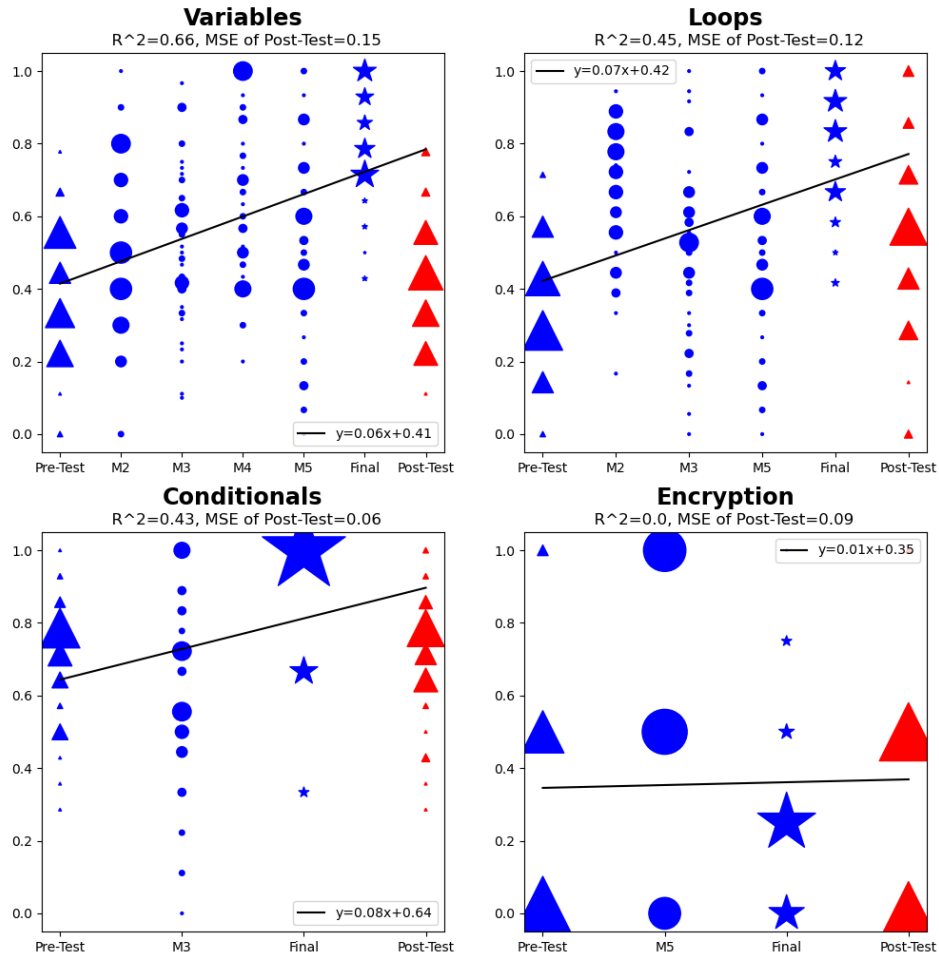 Variables
R^2=0.66, MSE of Post-Test=0.15
1.0
0.8
0.6
0.4
0.2
0.0
y=0.06x+0.41
Pre-Test M2 M3 M4 M5 Final Post-Test
Loops
R^2=0.45, MSE of Post-Test=0.12
y=0.07x+0.42
1.0
0.8
0.6
0.4
0.2
0.0
Pre-Test M2 M3 M5 Final Post-Test
Conditionals
R^2=0.43, MSE of Post-Test=0.06
1.0
0.8
0.6
0.4
0.2
0.0
y=0.08x+0.64
Pre-Test M3 Final Post-Test
Encryption
R^2=0.0, MSE of Post-Test=0.09
y=0.01x+0.35
1.0
0.8
0.6
0.4
0.2
0.0
Pre-Test M5 Final Post-Test